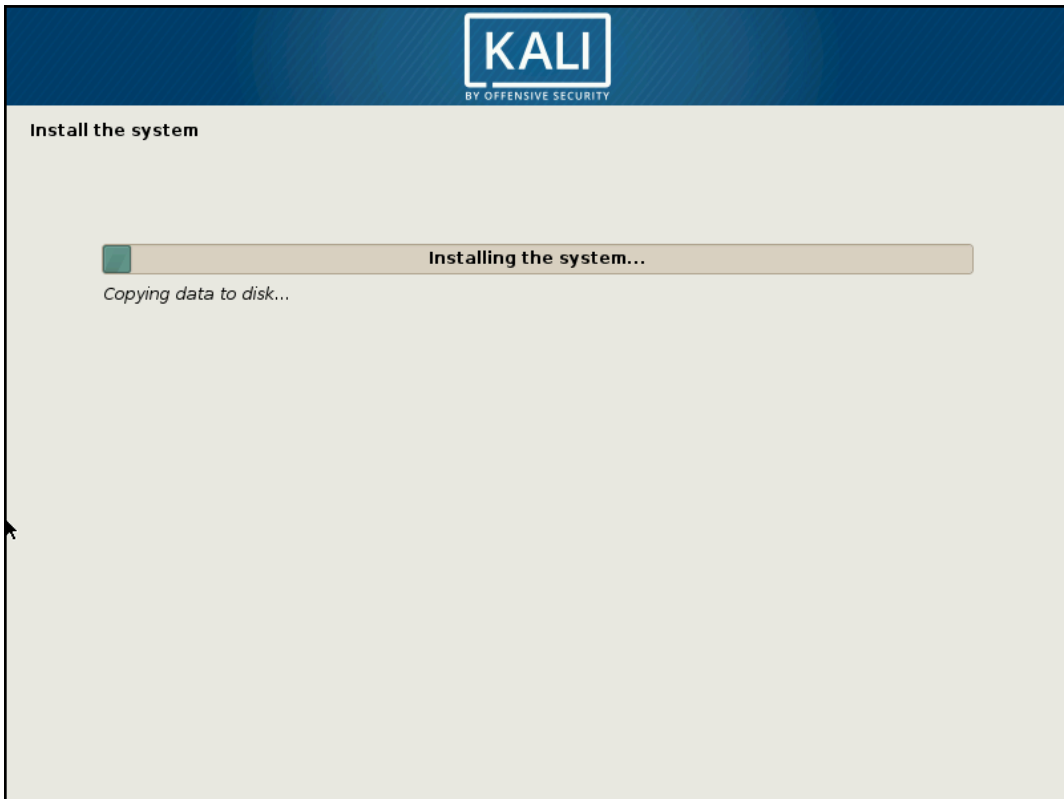 KALI
BY OFFENSIVE SECURITY
Install the system
Installing the system...
Copying data to disk...